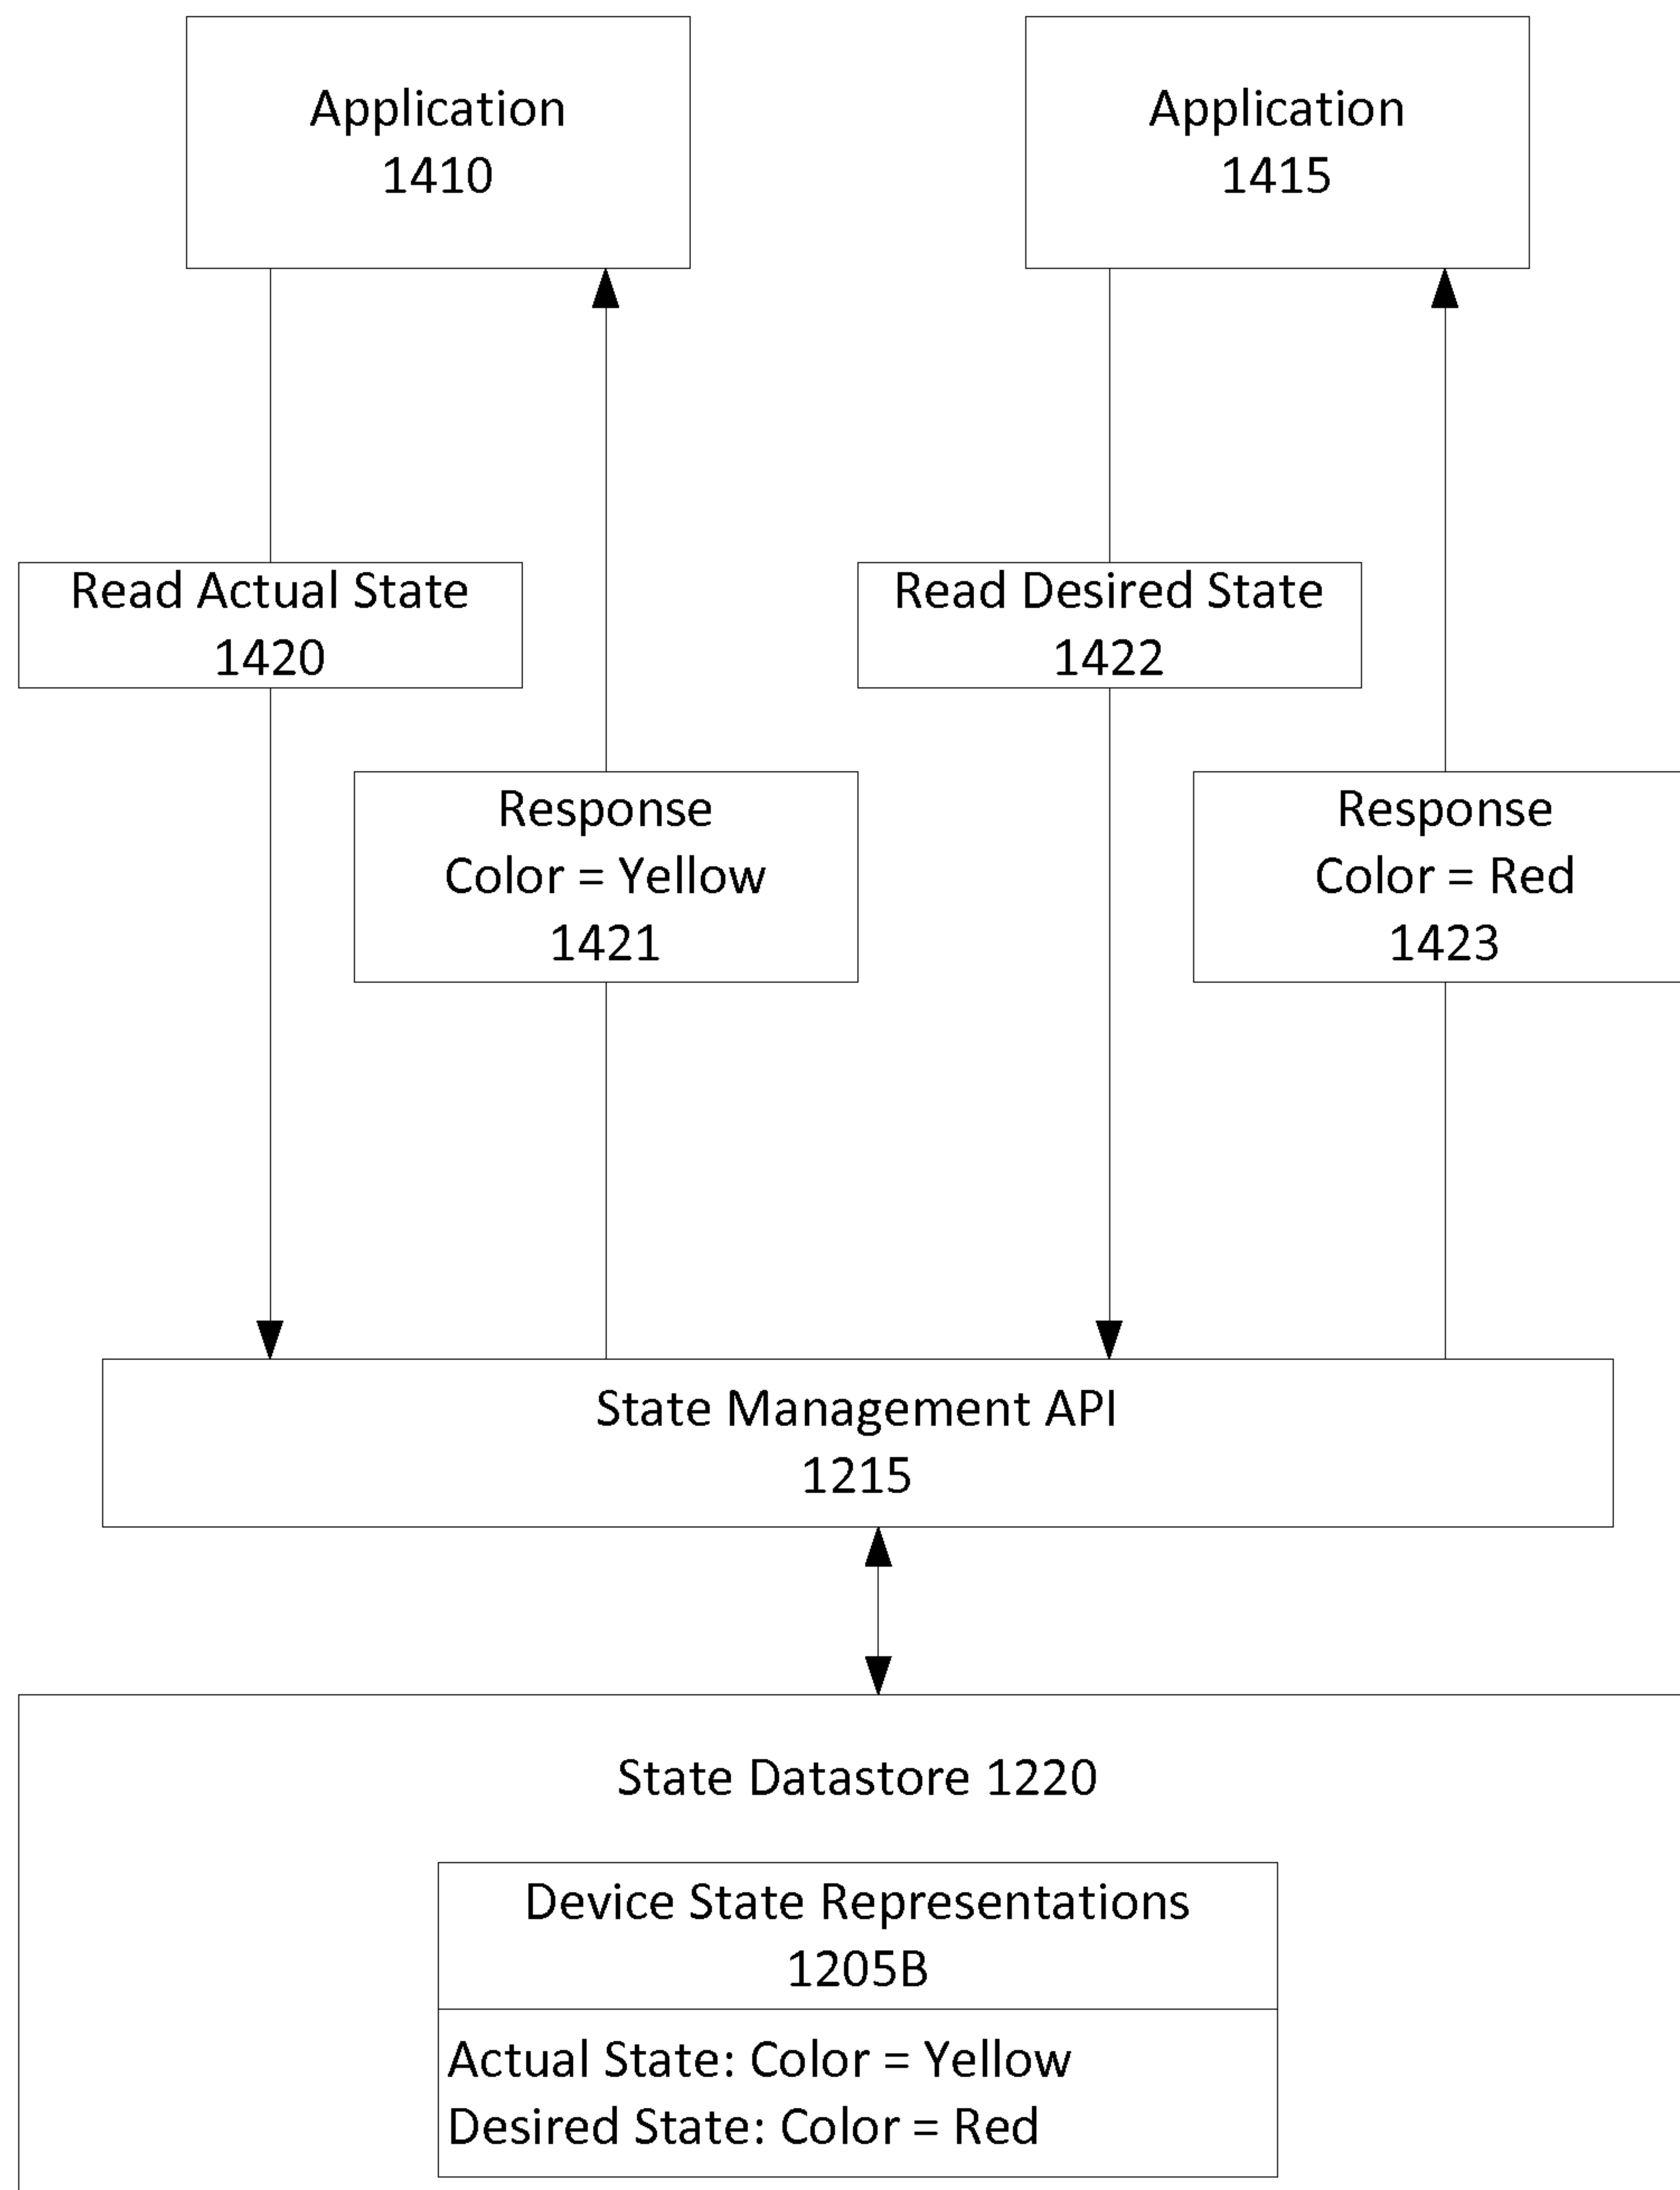 Application
1410
Application
1415
Read Actual State
1420
Read Desired State
1422
Response
Color = Yellow
1421
Response
Color = Red
1423
State Management API
1215
State Datastore 1220
Device State Representations
1205B
Actual State: Color = Yellow
Desired State: Color = Red